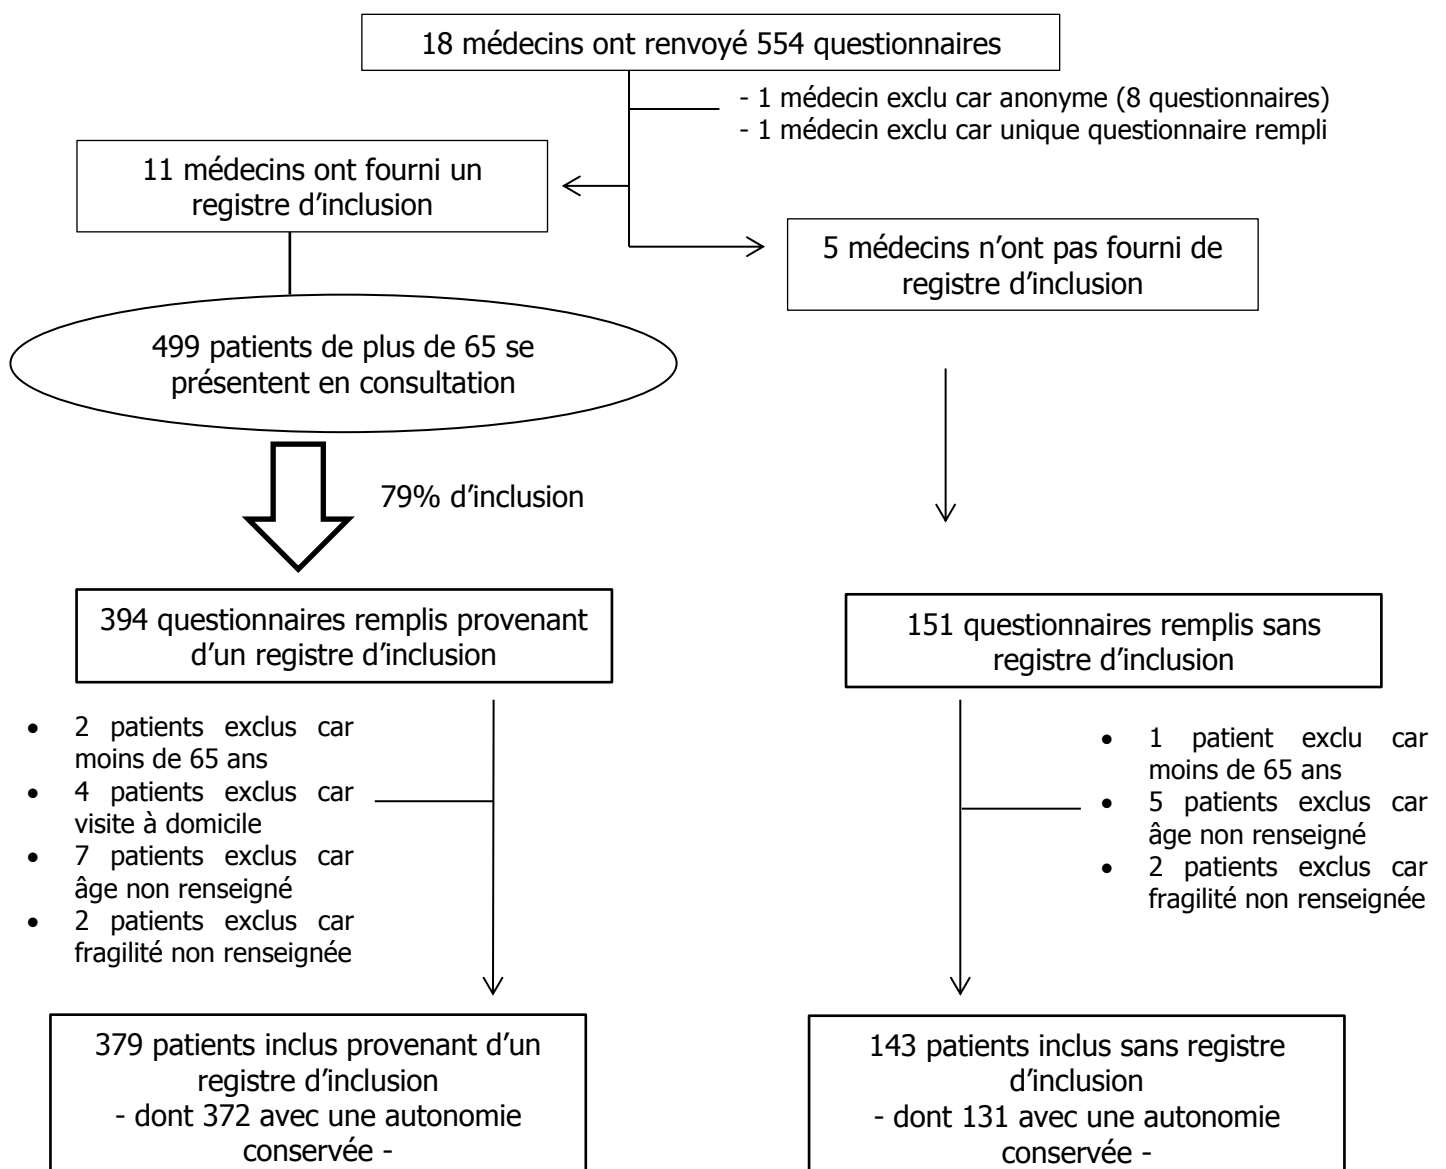 18 médecins ont renvoyé 554 questionnaires
- 1 médecin exclu car anonyme (8 questionnaires)
- 1 médecin exclu car unique questionnaire rempli
11 médecins ont fourni un
registre d’inclusion
5 médecins n’ont pas fourni de
registre d’inclusion
499 patients de plus de 65 se
présentent en consultation
79% d’inclusion
394 questionnaires remplis provenant
d’un registre d’inclusion
151 questionnaires remplis sans
registre d’inclusion
• 2 patients exclus car
moins de 65 ans
• 4 patients exclus car
visite à domicile
• 7 patients exclus car
âge non renseigné
• 2 patients exclus car
fragilité non renseignée
• 1 patient exclu car
moins de 65 ans
• 5 patients exclus car
âge non renseigné
• 2 patients exclus car
fragilité non renseignée
379 patients inclus provenant d’un
registre d’inclusion
- dont 372 avec une autonomie
conservée -
143 patients inclus sans registre
d’inclusion
- dont 131 avec une autonomie
conservée -